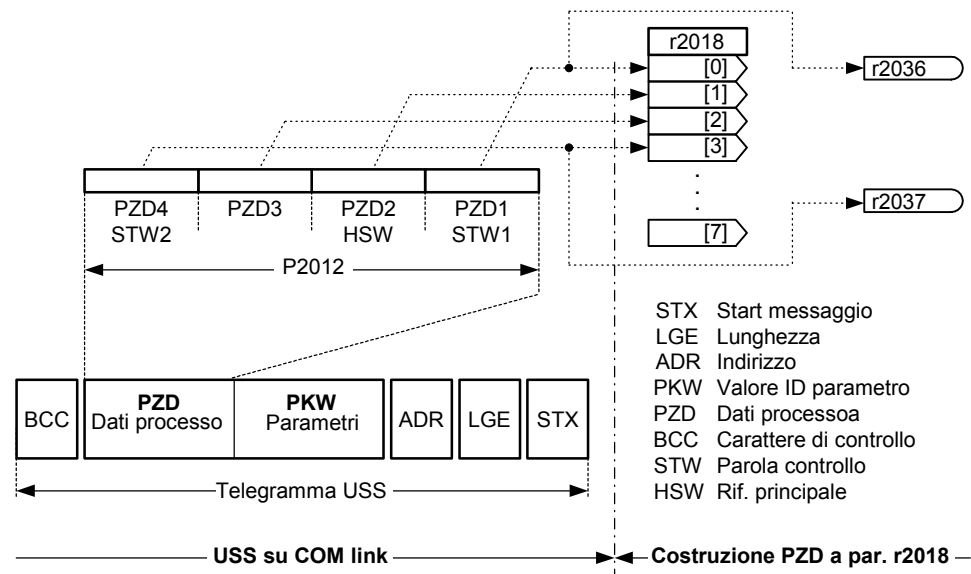 r2018
[0]
[1]
[2]
[3]
[7]
r2036
r2037
PZD4 PZD3 PZD2 PZD1
STW2 HSW STW1
P2012
STX Start messaggio
LGE Lunghezza
ADR Indirizzo
PKW Valore ID parametro
PZD Dati processoa
BCC Carattere di controllo
STW Parola controllo
HSW Rif. principale
BCC
PZD
Dati processo
PKW
Parametri
ADR
LGE
STX
Telegramma USS
USS su COM link
Costruzione PZD a par. r2018